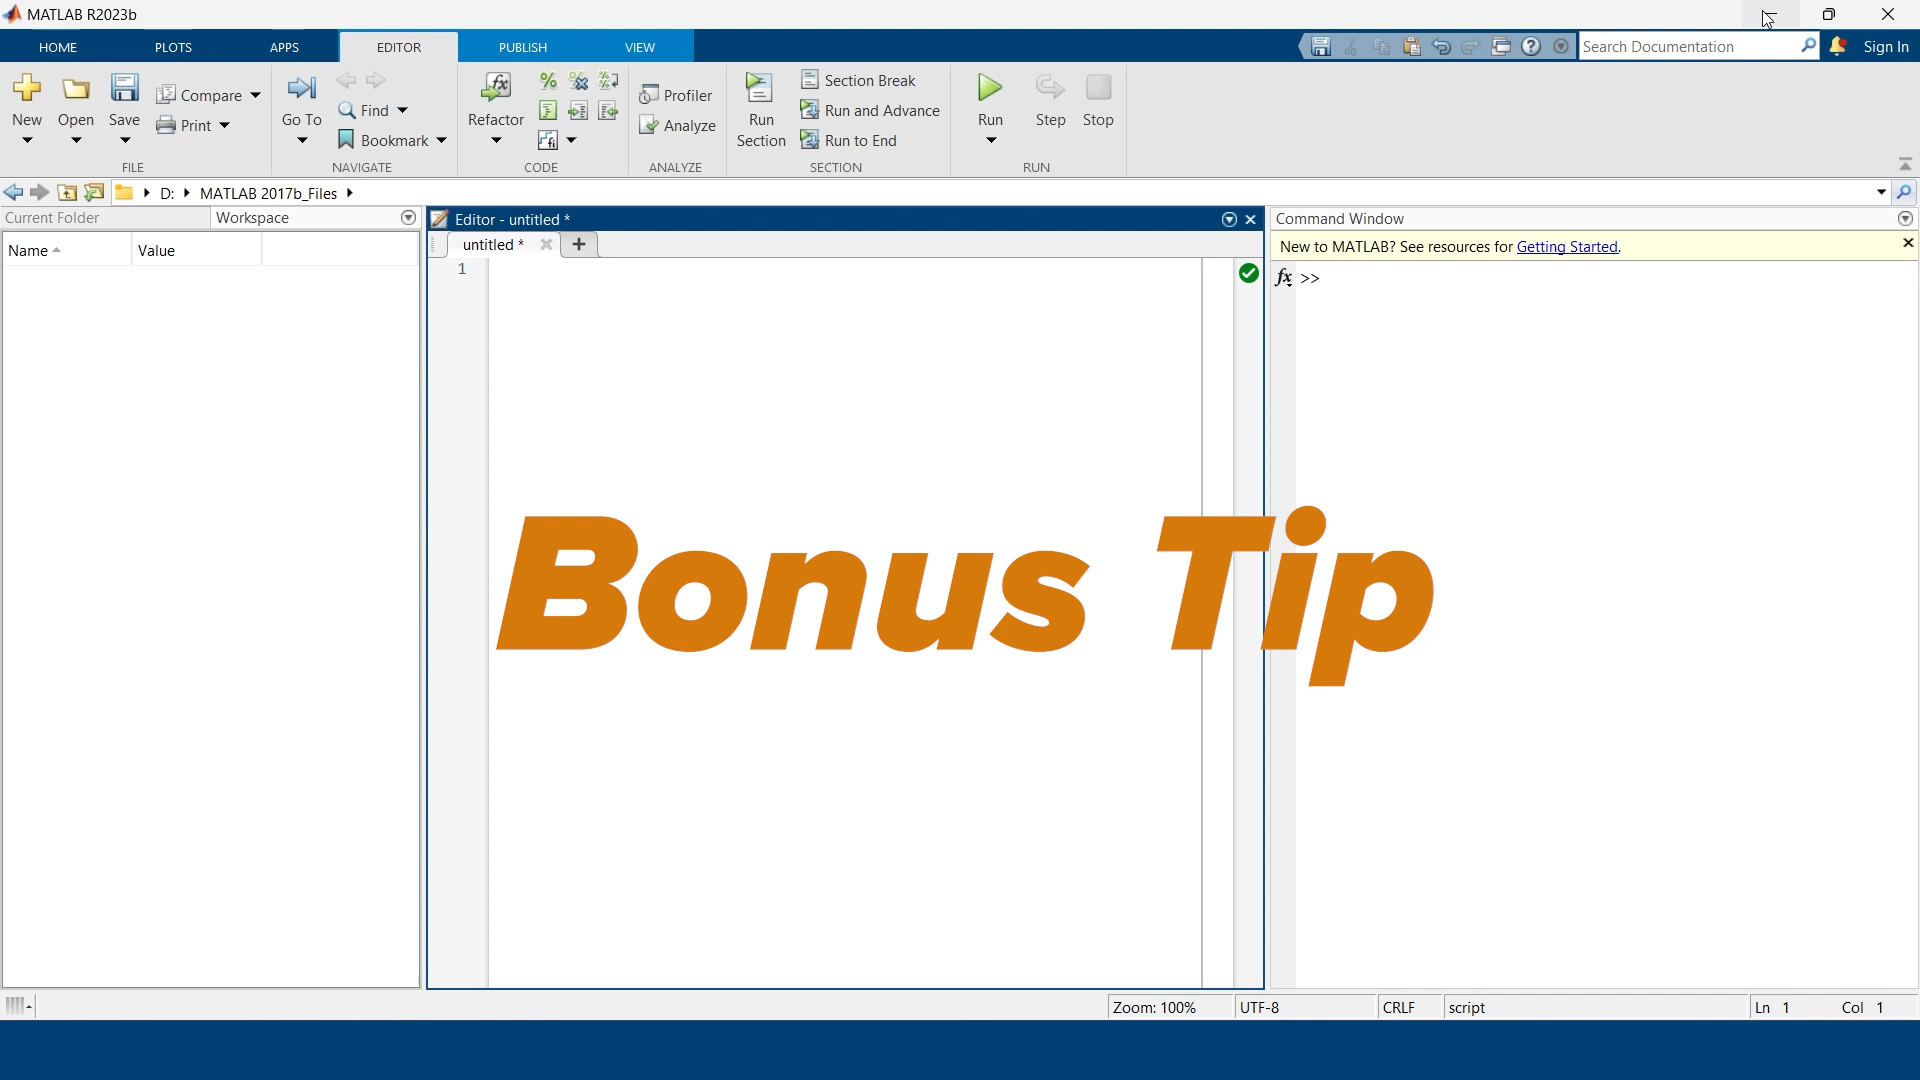 MATLAB R2023b
HOME PLOTS APPS EDITOR PUBLISH VIEW
Search Documentation
Sign In
New Open Save
Compare
Print
FILE
Go To
Find
Bookmark
NAVIGATE
Refactor
CODE
Profiler
Analyze
ANALYZE
Run Section
Section Break
Run and Advance
Run to End
SECTION
Run Step Stop
RUN
D: MATLAB 2017b_Files
Current Folder Workspace
Name Value
Editor - untitled *
untitled *
1
Command Window
New to MATLAB? See resources for Getting Started.
fx >>
Bonus Tip
Zoom: 100% UTF-8 CRLF script Ln 1 Col 1